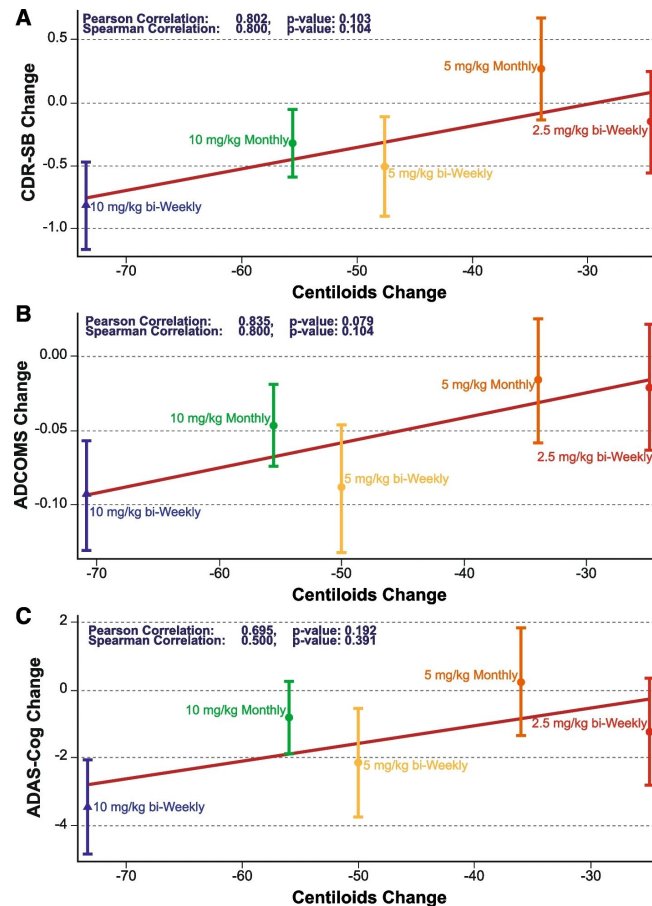 A
Pearson Correlation: 0.802, p-value: 0.103
Spearman Correlation: 0.800, p-value: 0.104
0.5
5 mg/kg Monthly
0.0
CDR-SB Change
10 mg/kg Monthly
2.5 mg/kg bi-Weekly
-0.5
5 mg/kg bi-Weekly
10 mg/kg bi-Weekly
-1.0
-70 -60 -50 -40 -30
Centiloids Change
B
Pearson Correlation: 0.835, p-value: 0.079
Spearman Correlation: 0.800, p-value: 0.104
0.00
5 mg/kg Monthly
ADCOMS Change
10 mg/kg Monthly
-0.05
2.5 mg/kg bi-Weekly
5 mg/kg bi-Weekly
-0.10
10 mg/kg bi-Weekly
-70 -60 -50 -40 -30
Centiloids Change
C
2
Pearson Correlation: 0.695, p-value: 0.192
Spearman Correlation: 0.500, p-value: 0.391
5 mg/kg Monthly
0
ADAS-Cog Change
10 mg/kg Monthly
2.5 mg/kg bi-Weekly
-2
5 mg/kg bi-Weekly
10 mg/kg bi-Weekly
-4
-70 -60 -50 -40 -30
Centiloids Change